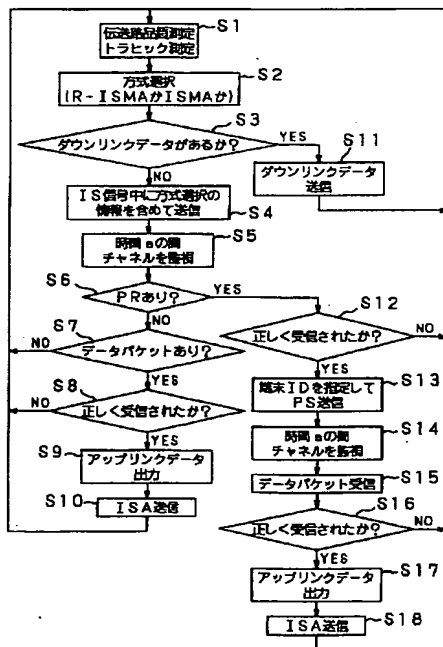 S1
伝送路品質測定
トラヒック測定
S2
方式選択
(R-ISMAかISMAか)
S3
ダウンリンクデータがあるか?
YES
S11
ダウンリンクデータ
送信
NO
IS信号中に方式選択の
情報を含めて送信
S4
S5
時間aの間
チャネルを監視
S6
PRあり?
YES
NO
S7
NO
データパケットあり?
YES
S8
NO
正しく受信されたか?
YES
S9
アップリンクデータ
出力
S10
ISA送信
S12
正しく受信されたか?
NO
YES
S13
端末IDを指定して
PS送信
S14
時間aの間
チャネルを監視
S15
データパケット受信
S16
正しく受信されたか?
NO
YES
S17
アップリンクデータ
出力
S18
ISA送信